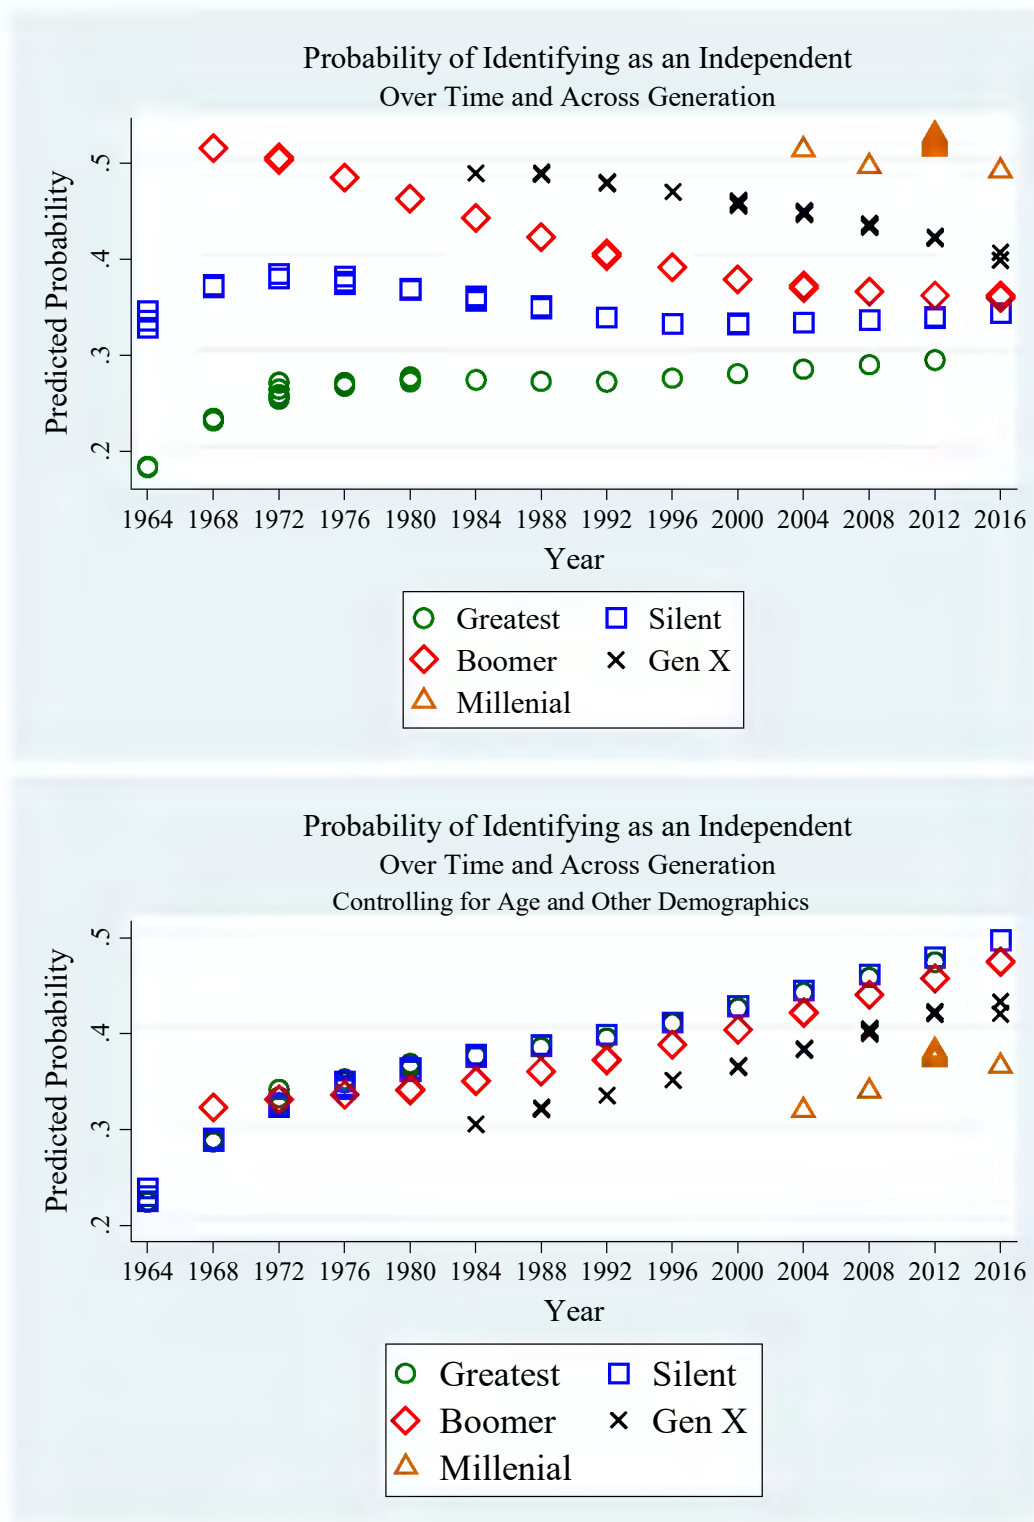 Probability of Identifying as an Independent
Over Time and Across Generation
Predicted Probability
.5
.4
.3
.2
1964 1968 1972 1976 1980 1984 1988 1992 1996 2000 2004 2008 2012 2016
Year
Greatest Silent
Boomer Gen X
Millenial
Probability of Identifying as an Independent
Over Time and Across Generation
Controlling for Age and Other Demographics
Predicted Probability
.5
.4
.3
.2
1964 1968 1972 1976 1980 1984 1988 1992 1996 2000 2004 2008 2012 2016
Year
Greatest Silent
Boomer Gen X
Millenial